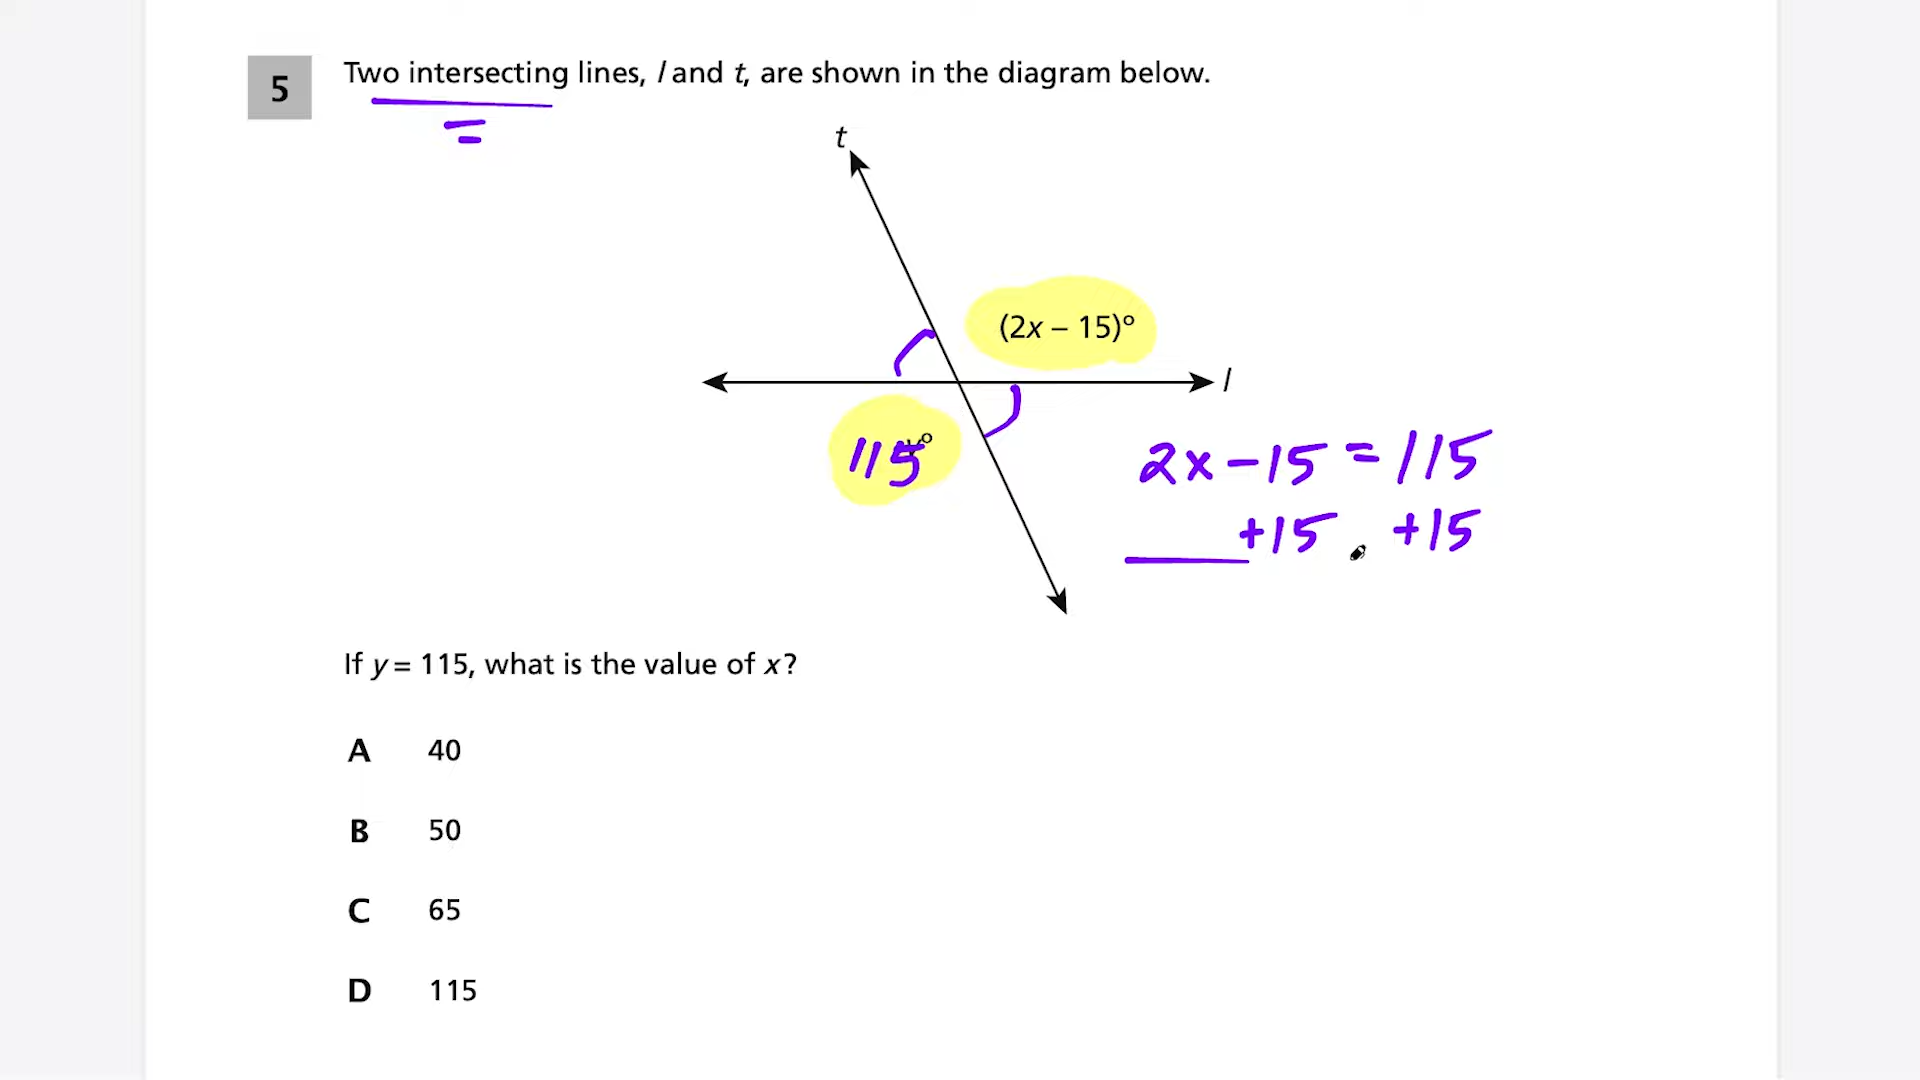 5 Two intersecting lines, l and t, are shown in the diagram below.
t
(2x – 15)°
l
115°
2x-15=115
+15 +15
If y = 115, what is the value of x?
A 40
B 50
C 65
D 115